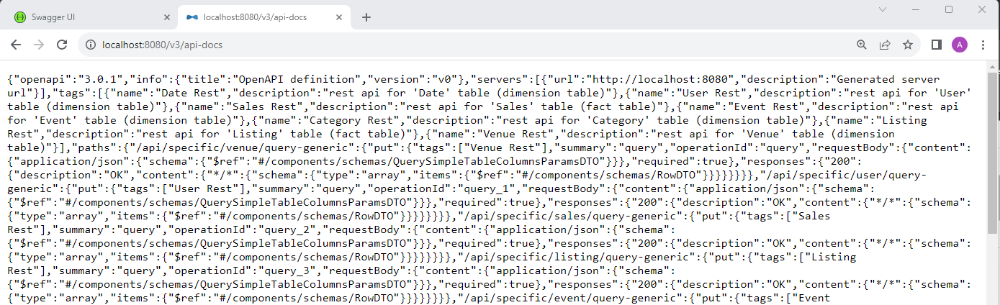 Swagger UI
localhost:8080/v3/api-docs
localhost:8080/v3/api-docs
A
{"openapi":"3.0.1","info":{"title":"OpenAPI definition","version":"v0"},"servers":[{"url":"http://localhost:8080","description":"Generated server
url"}],"tags":[{"name":"Date Rest","description":"rest api for 'Date' table (dimension table)"},{"name":"User Rest","description":"rest api for 'User'
table (dimension table)"},{"name":"Sales Rest","description":"rest api for 'Sales' table (fact table)"},{"name":"Event Rest","description":"rest api
for 'Event' table (dimension table)"},{"name":"Category Rest","description":"rest api for 'Category' table (dimension table)"},{"name":"Listing
Rest","description":"rest api for 'Listing' table (fact table)"},{"name":"Venue Rest","description":"rest api for 'Venue' table (dimension
table)"}],"paths":{"/api/specific/venue/query-generic":{"put":{"tags":["Venue Rest"],"summary":"query","operationId":"query","requestBody":{"content":
{"application/json":{"schema":{"$ref":"#/components/schemas/QuerySimpleTableColumnsParamsDTO"}}},"required":true},"responses":{"200":
{"description":"OK","content":{"*/*":{"schema":{"type":"array","items":{"$ref":"#/components/schemas/RowDTO"}}}}}}}},"/api/specific/user/query-
generic":{"put":{"tags":["User Rest"],"summary":"query","operationId":"query_1","requestBody":{"content":{"application/json":{"schema":
{"$ref":"#/components/schemas/QuerySimpleTableColumnsParamsDTO"}}},"required":true},"responses":{"200":{"description":"OK","content":{"*/*":{"schema":
{"type":"array","items":{"$ref":"#/components/schemas/RowDTO"}}}}}}}},"/api/specific/sales/query-generic":{"put":{"tags":["Sales
Rest"],"summary":"query","operationId":"query_2","requestBody":{"content":{"application/json":{"schema":
{"$ref":"#/components/schemas/QuerySimpleTableColumnsParamsDTO"}}},"required":true},"responses":{"200":{"description":"OK","content":{"*/*":{"schema":
{"type":"array","items":{"$ref":"#/components/schemas/RowDTO"}}}}}}}},"/api/specific/listing/query-generic":{"put":{"tags":["Listing
Rest"],"summary":"query","operationId":"query_3","requestBody":{"content":{"application/json":{"schema":
{"$ref":"#/components/schemas/QuerySimpleTableColumnsParamsDTO"}}},"required":true},"responses":{"200":{"description":"OK","content":{"*/*":{"schema":
{"type":"array","items":{"$ref":"#/components/schemas/RowDTO"}}}}}}}},"/api/specific/event/query-generic":{"put":{"tags":["Event